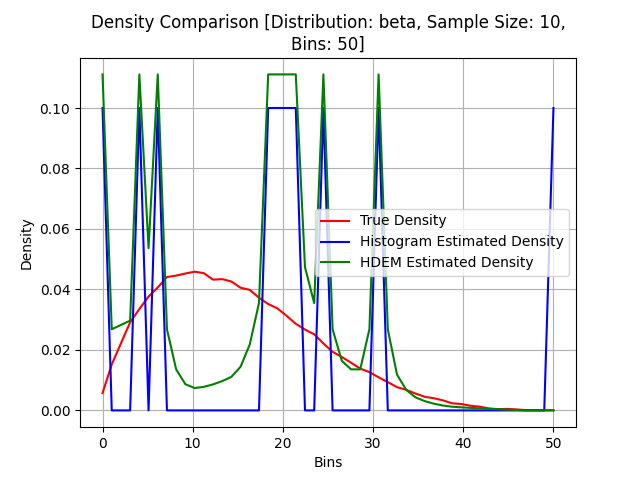 Density Comparison [Distribution: beta, Sample Size: 10,
Bins: 50]
Density
0.10
0.08
0.06
0.04
0.02
0.00
True Density
Histogram Estimated Density
HDEM Estimated Density
0 10 20 30 40 50
Bins